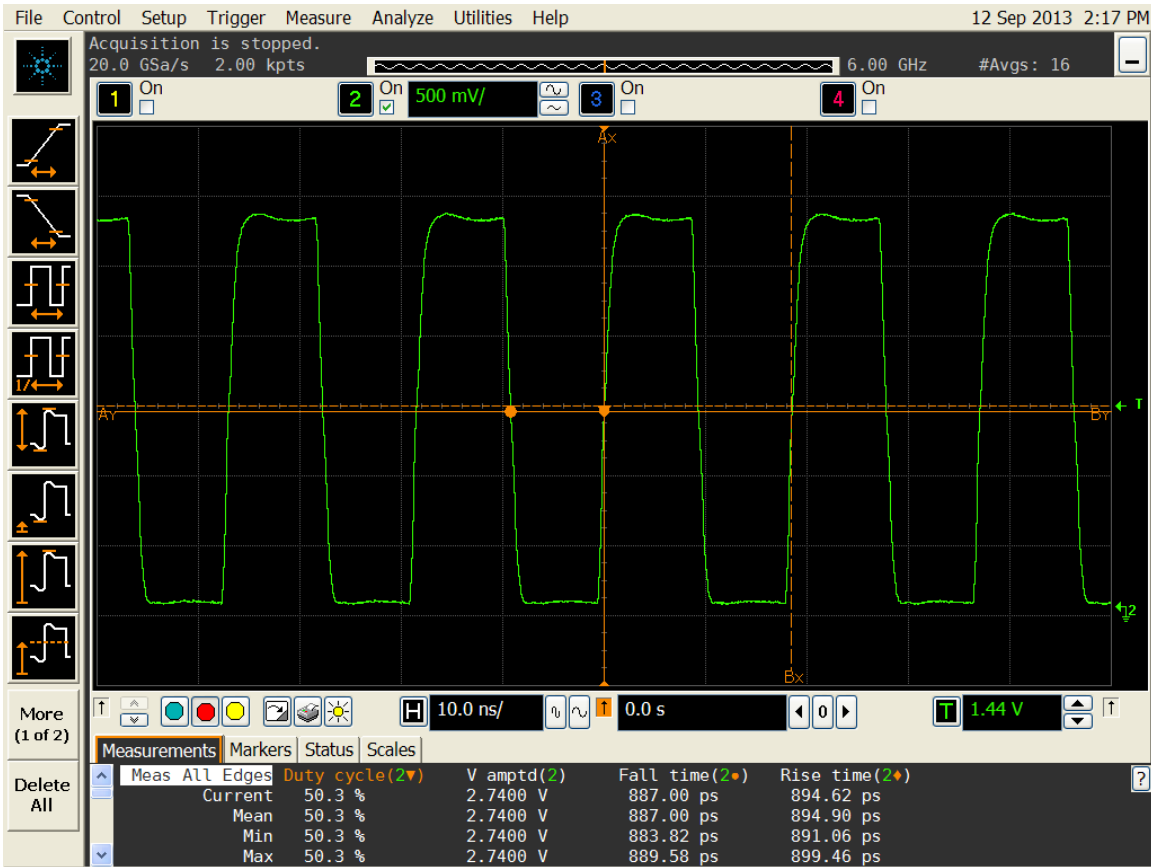 File Control Setup Trigger Measure Analyze Utilities Help 12 Sep 2013 2:17 PM
Acquisition is stopped.
20.0 GSa/s 2.00 kpts 6.00 GHz #Avgs: 16
1 On 2 On 500 mV/ 3 On 4 On
Ax
Ay By T
1/
2
Bx
More
(1 of 2)
Delete
All
H 10.0 ns/ 0.0 s 0 T 1.44 V
Measurements Markers Status Scales
Meas All Edges Duty cycle(2▼) V amptd(2) Fall time(2●) Rise time(2♦) ?
Current 50.3 % 2.7400 V 887.00 ps 894.62 ps
Mean 50.3 % 2.7400 V 887.00 ps 894.90 ps
Min 50.3 % 2.7400 V 883.82 ps 891.06 ps
Max 50.3 % 2.7400 V 889.58 ps 899.46 ps